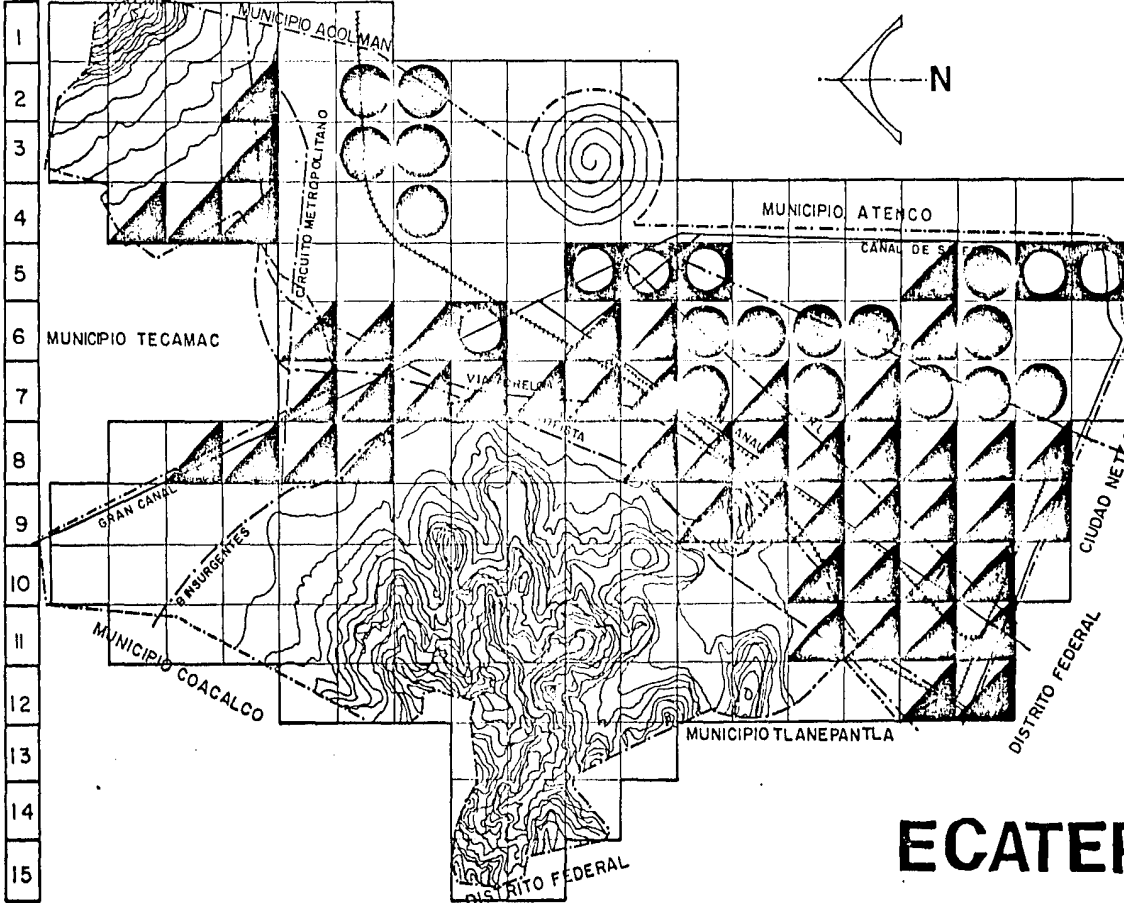 1
2
3
4
5
6
7
8
9
10
11
12
13
14
15
MUNICIPIO ACOLMAN
N
CIRCUITO METROPOLITANO
MUNICIPIO ATENCO
CANAL DE
MUNICIPIO TECAMAC
VIA
GRAN CANAL
INSURGENTES
MUNICIPIO COACALCO
CIUDAD
DISTRITO FEDERAL
MUNICIPIO TLANEPANTLA
DISTRITO FEDERAL